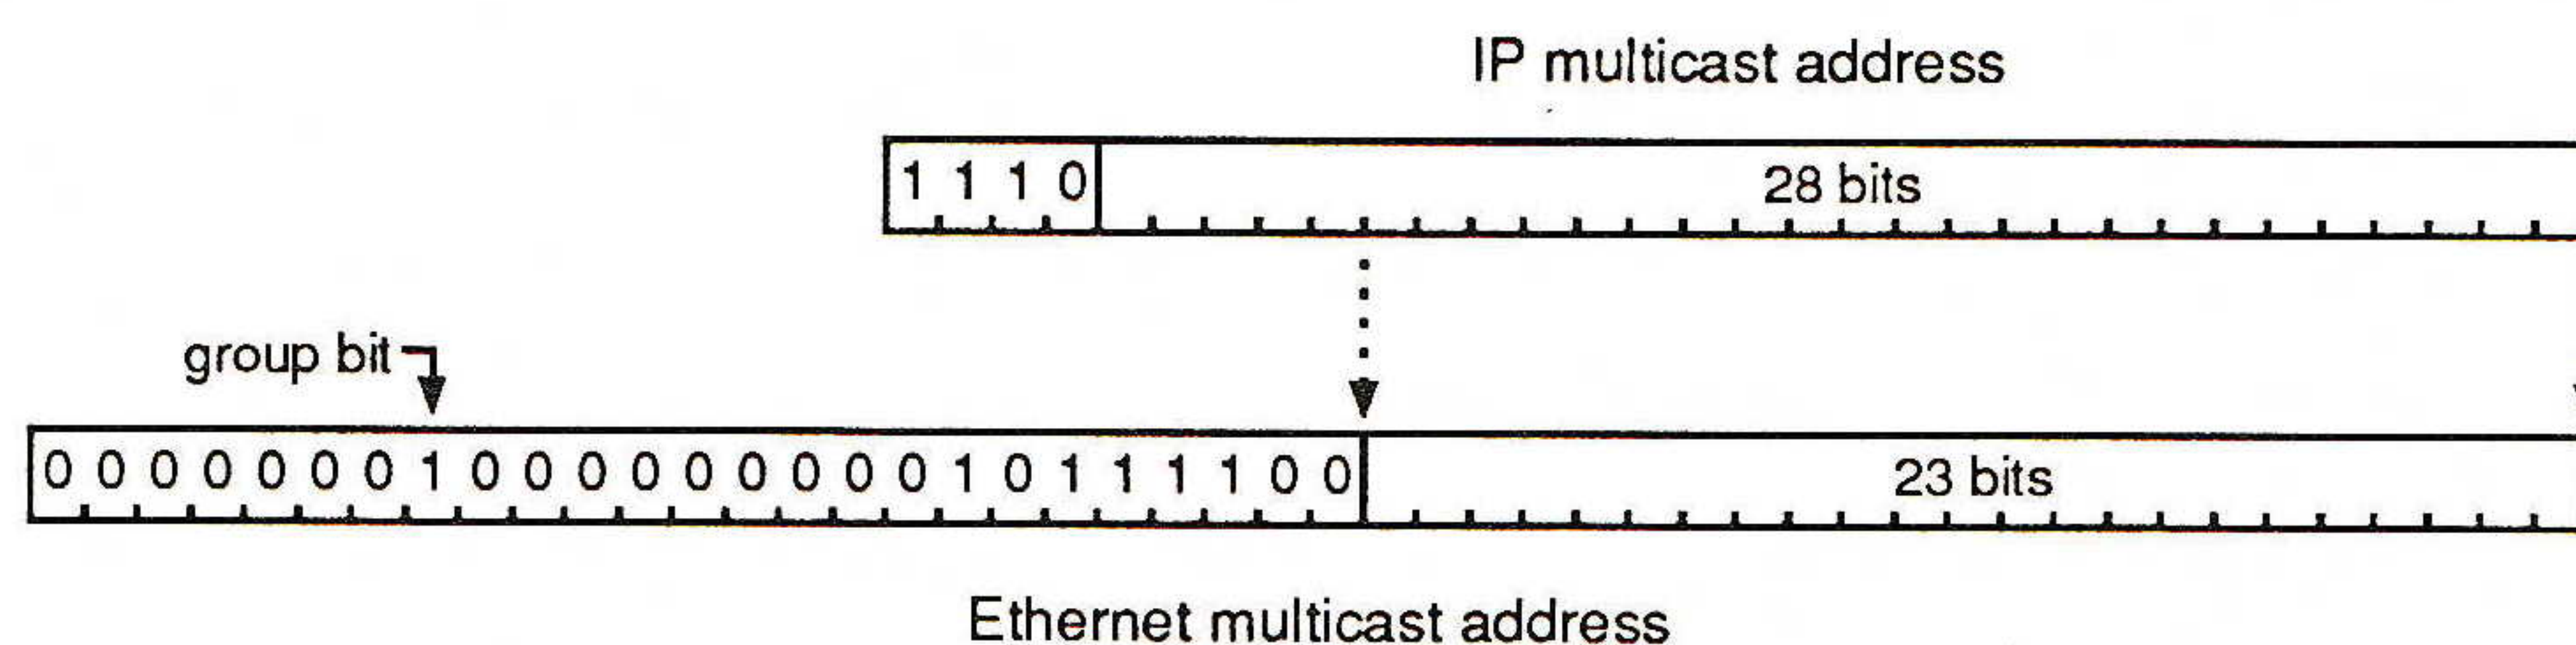 IP multicast address
1 1 1 0 28 bits
group bit
0 0 0 0 0 0 0 1 0 0 0 0 0 0 0 0 0 1 0 1 1 1 1 0 0 23 bits
Ethernet multicast address